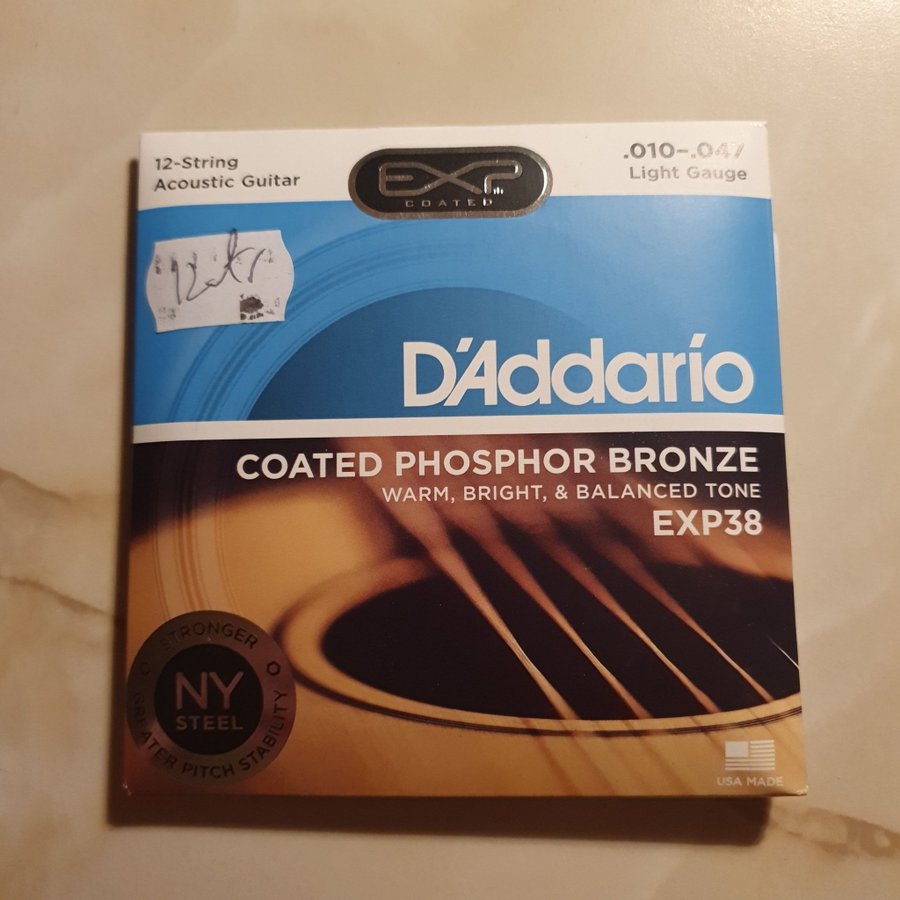 12-String
Acoustic Guitar
EXP
COATED
.010–.047
Light Gauge
D'Addario
COATED PHOSPHOR BRONZE
WARM, BRIGHT, & BALANCED TONE
EXP38
STRONGER
NY
STEEL
GREATER PITCH STABILITY
USA MADE